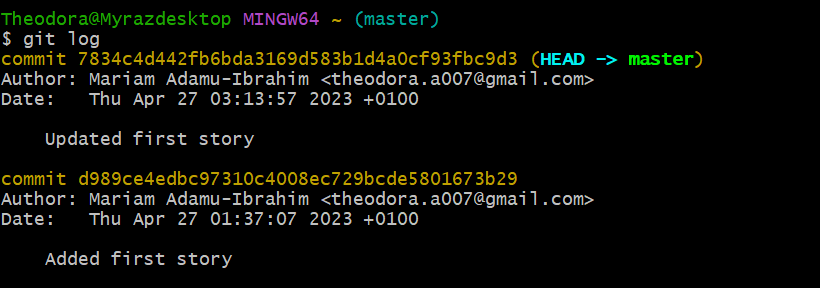 Theodora@Myrazdesktop MINGW64 ~ (master)
$ git log
commit 7834c4d442fb6bda3169d583b1d4a0cf93fbc9d3 (HEAD -> master)
Author: Mariam Adamu-Ibrahim <theodora.a007@gmail.com>
Date:   Thu Apr 27 03:13:57 2023 +0100
    Updated first story
commit d989ce4edbc97310c4008ec729bcde5801673b29
Author: Mariam Adamu-Ibrahim <theodora.a007@gmail.com>
Date:   Thu Apr 27 01:37:07 2023 +0100
    Added first story